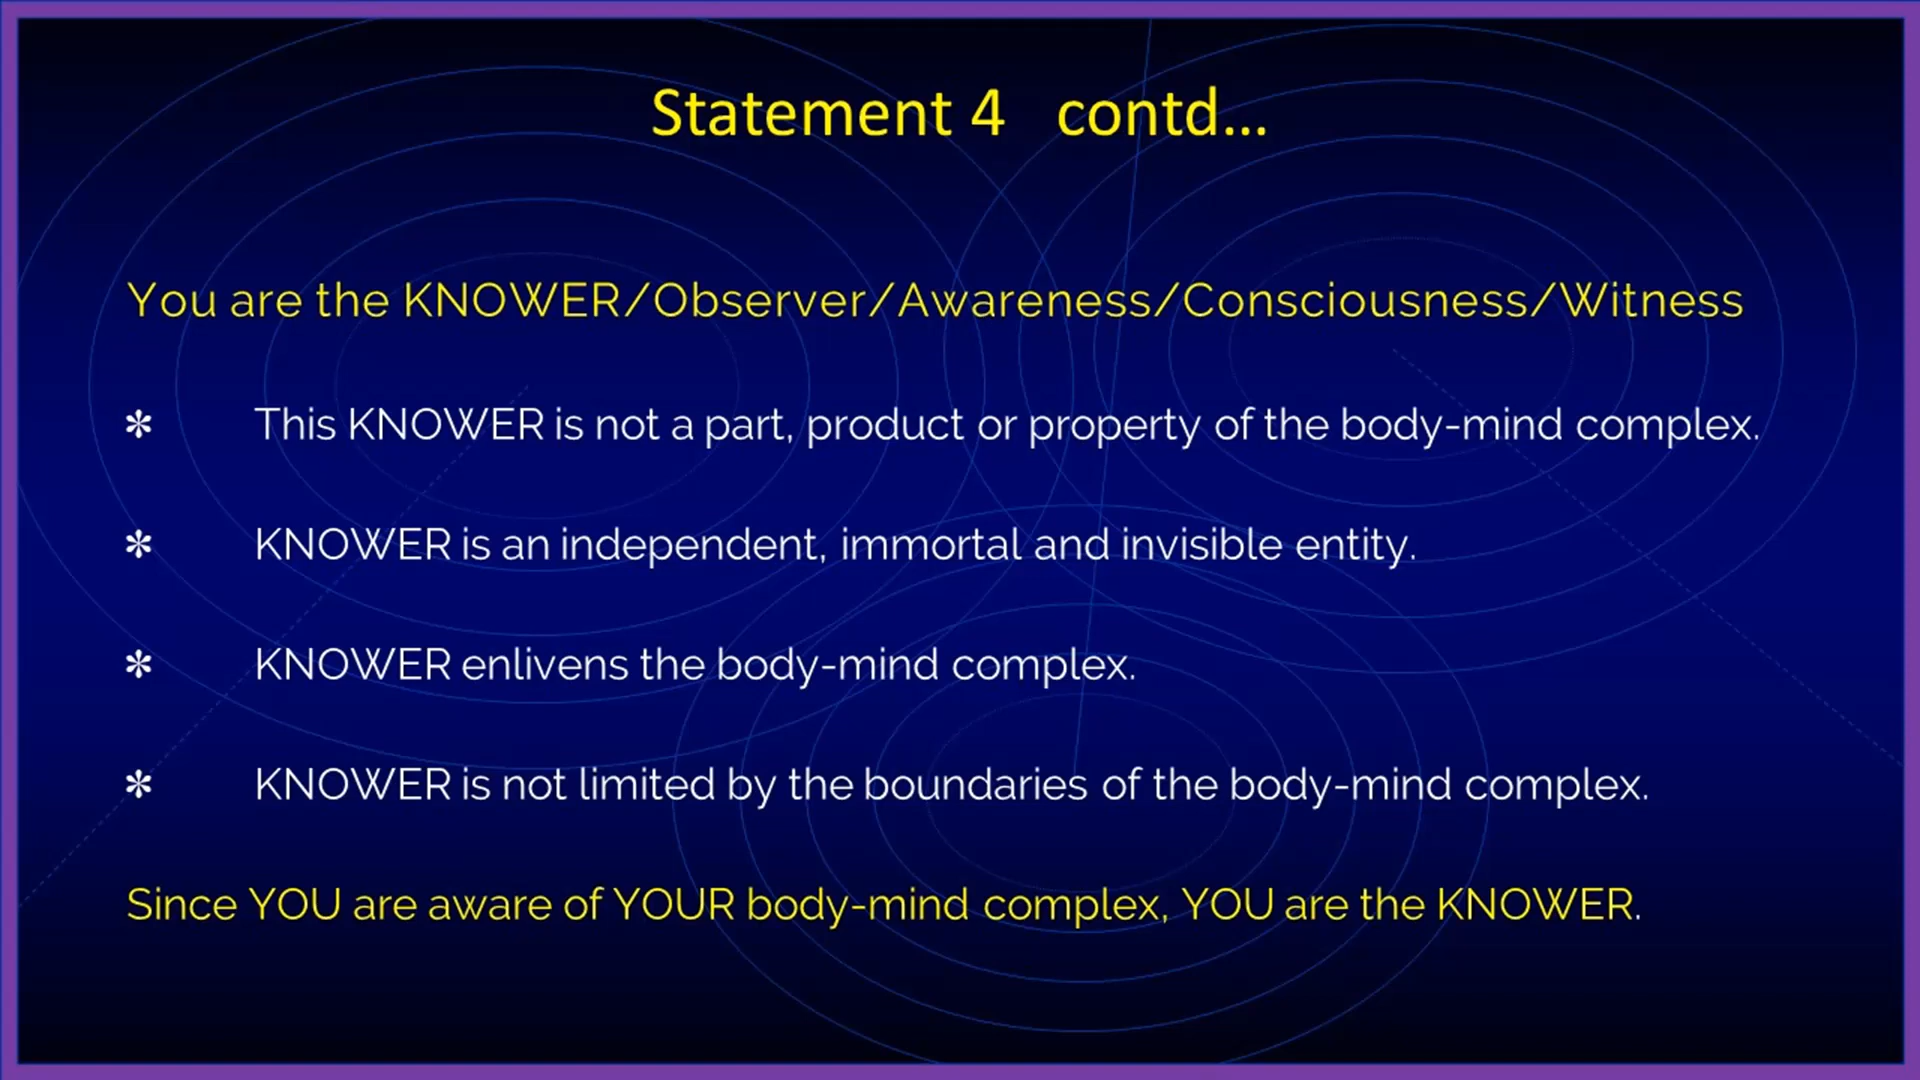 Statement 4 contd...
You are the KNOWER/Observer/Awareness/Consciousness/Witness
✻ This KNOWER is not a part, product or property of the body-mind complex.
✻ KNOWER is an independent, immortal and invisible entity.
✻ KNOWER enlivens the body-mind complex.
✻ KNOWER is not limited by the boundaries of the body-mind complex.
Since YOU are aware of YOUR body-mind complex, YOU are the KNOWER.